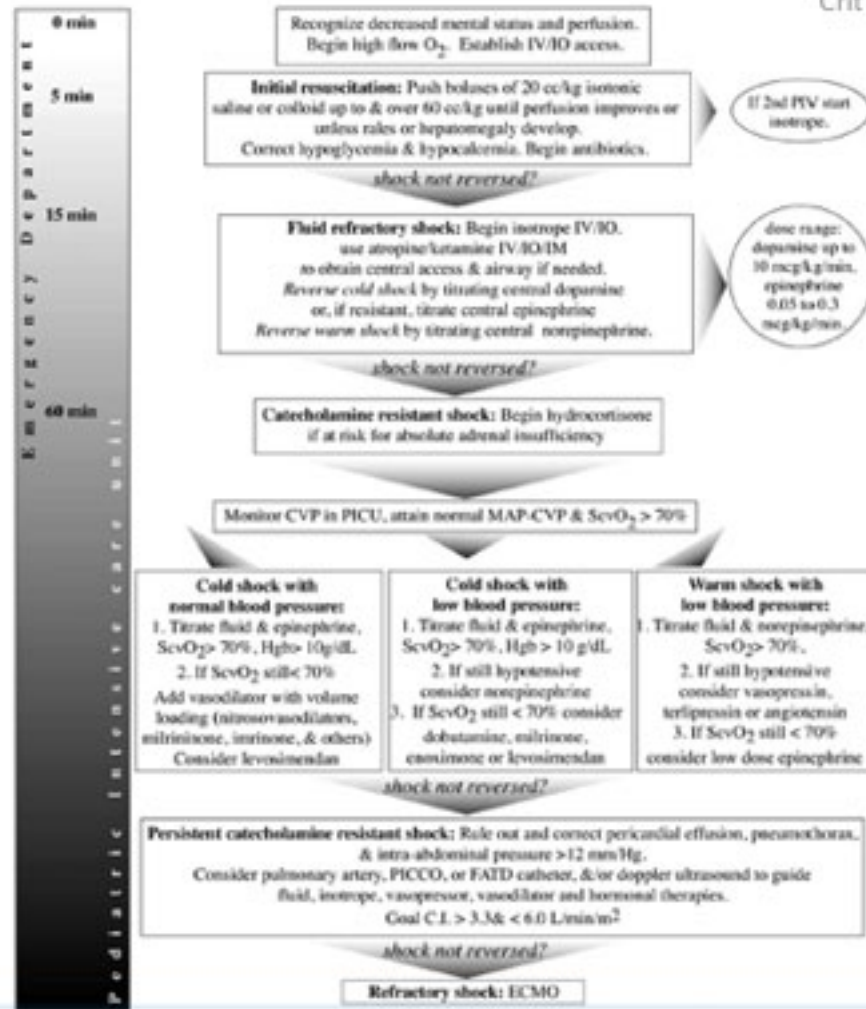 Crit
0 min
Recognize decreased mental status and perfusion.
Begin high flow O2. Establish IV/IO access.
5 min
Initial resuscitation: Push boluses of 20 cc/kg isotonic
saline or colloid up to & over 60 cc/kg until perfusion improves or
unless rales or hepatomegaly develop.
Correct hypoglycemia & hypocalcemia. Begin antibiotics.
If 2nd PIV start
inotrope.
shock not reversed?
15 min
Fluid refractory shock: Begin inotrope IV/IO.
use atropine/ketamine IV/IO/IM
to obtain central access & airway if needed.
Reverse cold shock by titrating central dopamine
or, if resistant, titrate central epinephrine
Reverse warm shock by titrating central norepinephrine.
dose range:
dopamine up to
10 mcg/kg/min,
epinephrine
0.05 to 0.3
mcg/kg/min.
shock not reversed?
60 min
Catecholamine resistant shock: Begin hydrocortisone
if at risk for absolute adrenal insufficiency
Monitor CVP in PICU, attain normal MAP-CVP & ScvO2 > 70%
Cold shock with
normal blood pressure:
1. Titrate fluid & epinephrine,
ScvO2> 70%, Hgb> 10g/dL
2. If ScvO2 still< 70%
Add vasodilator with volume
loading (nitrosovasodilators,
milrininone, imrinone, & others)
Consider levosimendan
Cold shock with
low blood pressure:
1. Titrate fluid & epinephrine,
ScvO2> 70%, Hgb > 10 g/dL
2. If still hypotensive
consider norepinephrine
3. If ScvO2 still < 70% consider
dobutamine, milrinone,
enoximone or levosimendan
Warm shock with
low blood pressure:
1. Titrate fluid & norepinephrine
ScvO2> 70%,
2. If still hypotensive
consider vasopressin,
terlipressin or angiotensin
3. If ScvO2 still < 70%
consider low dose epinephrine
shock not reversed?
Persistent catecholamine resistant shock: Rule out and correct pericardial effusion, pneumothorax,
& intra-abdominal pressure >12 mm/Hg.
Consider pulmonary artery, PICCO, or FATD catheter, &/or doppler ultrasound to guide
fluid, inotrope, vasopressor, vasodilator and hormonal therapies.
Goal C.I. > 3.3& < 6.0 L/min/m2
shock not reversed?
Refractory shock: ECMO
Emergency Department
Pediatric intensive care unit